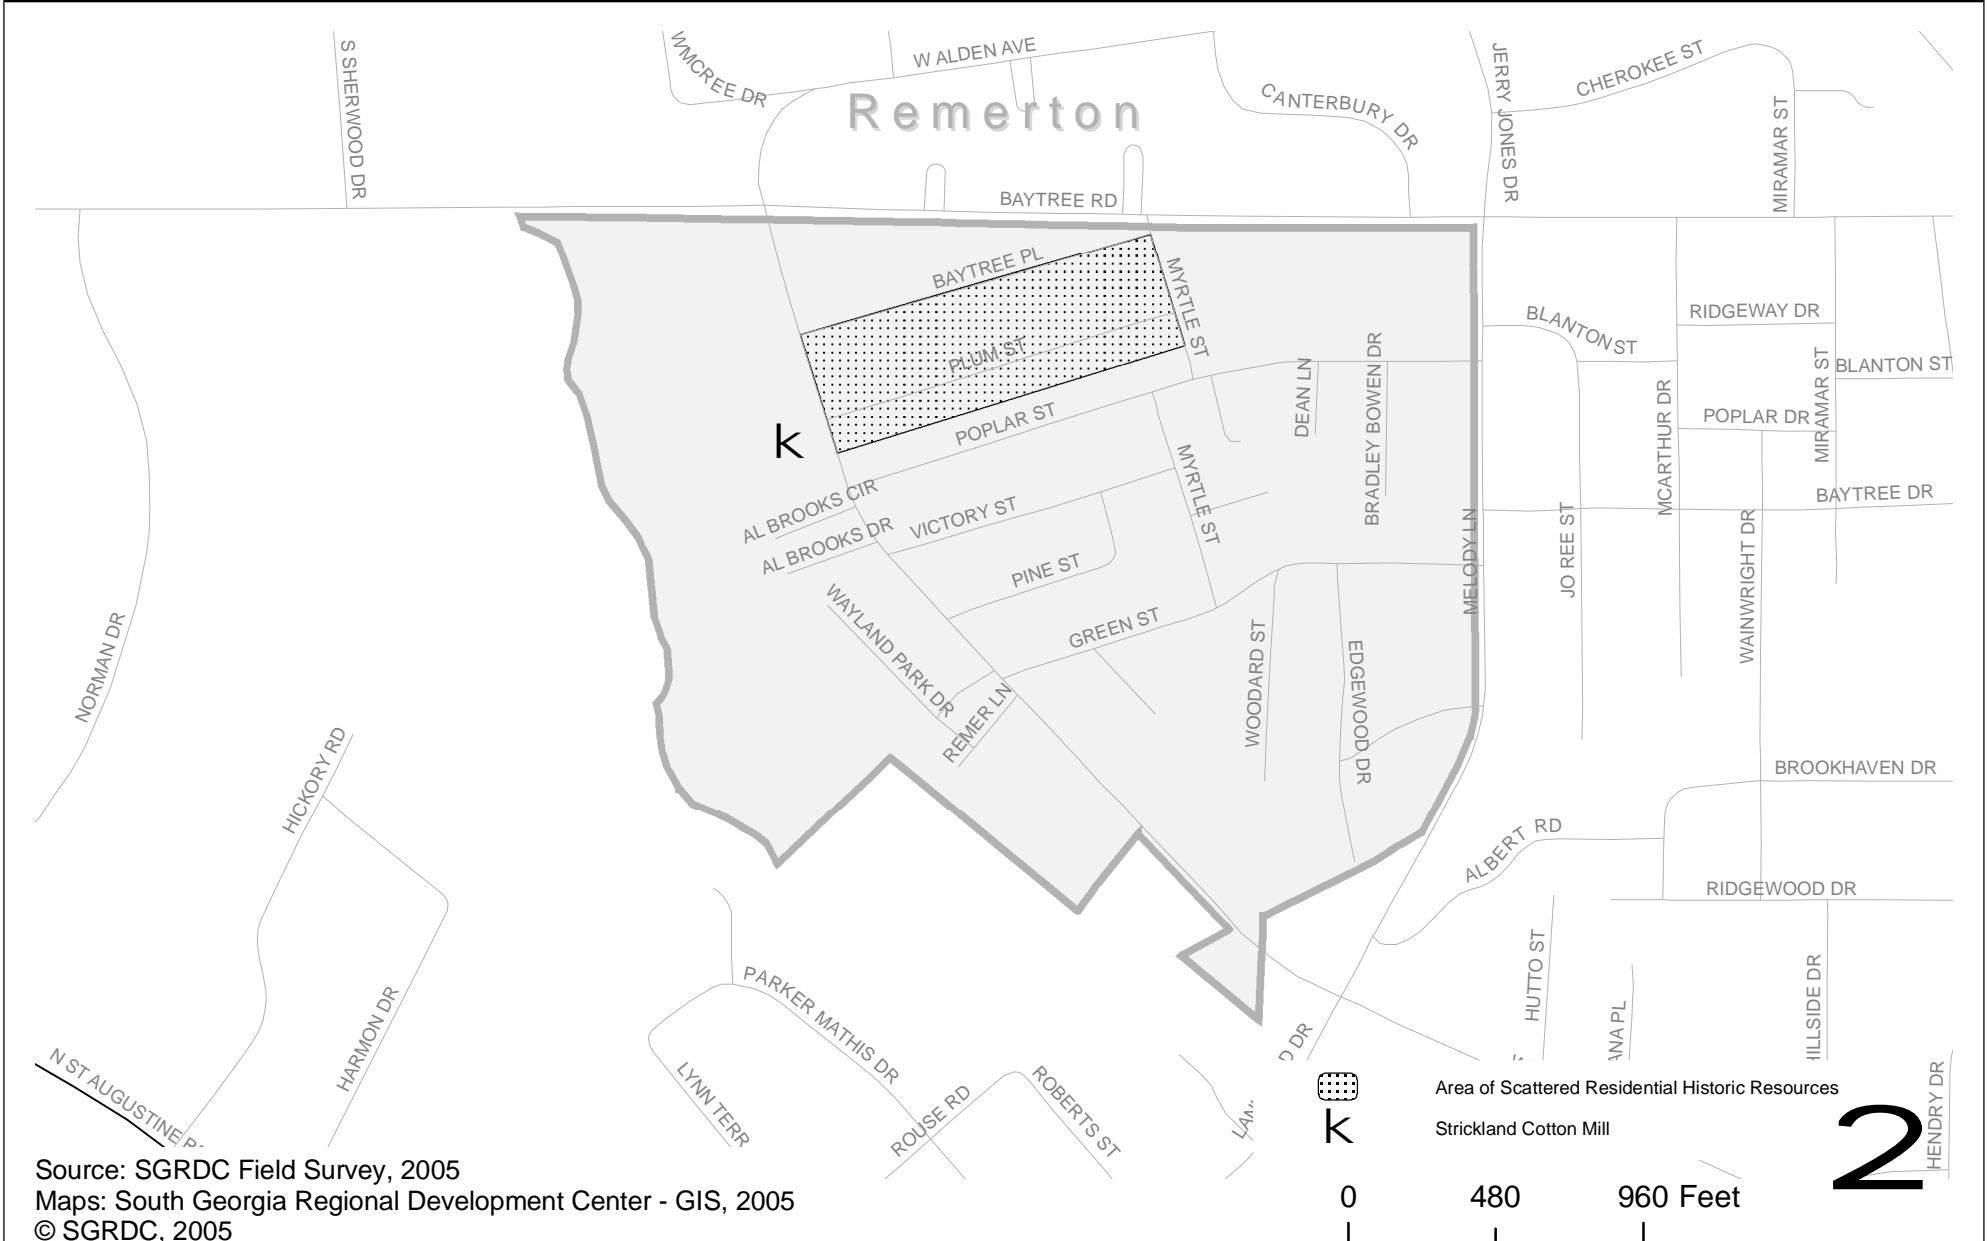 S SHERWOOD DR
W MCREE DR
W ALDEN AVE
Remerton
CANTERBURY DR
JERRY JONES DR
CHEROKEE ST
MIRAMAR ST
BAYTREE RD
BAYTREE PL
MYRTLE ST
PLUM ST
POPLAR ST
k
AL BROOKS CIR
AL BROOKS DR
VICTORY ST
MYRTLE ST
DEAN LN
BRADLEY BOWEN DR
BLANTON ST
RIDGEWAY DR
BLANTON ST
MCARTHUR DR
POPLAR DR
MIRAMAR ST
BAYTREE DR
MELODY LN
JO REE ST
WAINWRIGHT DR
PINE ST
GREEN ST
WAYLAND PARK DR
REMER LN
WOODARD ST
EDGEWOOD DR
NORMAN DR
HICKORY RD
HARMON DR
N ST AUGUSTINE R
BROOKHAVEN DR
ALBERT RD
RIDGEWOOD DR
HUTTO ST
ANA PL
HILLSIDE DR
HENDRY DR
D DR
PARKER MATHIS DR
LYNN TERR
ROUSE RD
ROBERTS ST
Area of Scattered Residential Historic Resources
k
Strickland Cotton Mill
2
Source: SGRDC Field Survey, 2005
Maps: South Georgia Regional Development Center - GIS, 2005
© SGRDC, 2005
0 480 960 Feet